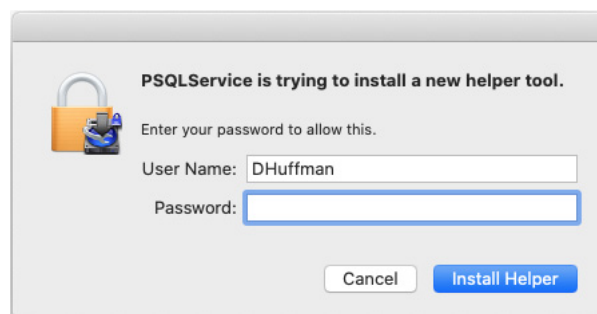 PSQLService is trying to install a new helper tool.
Enter your password to allow this.
User Name: DHuffman
Password:
Cancel Install Helper